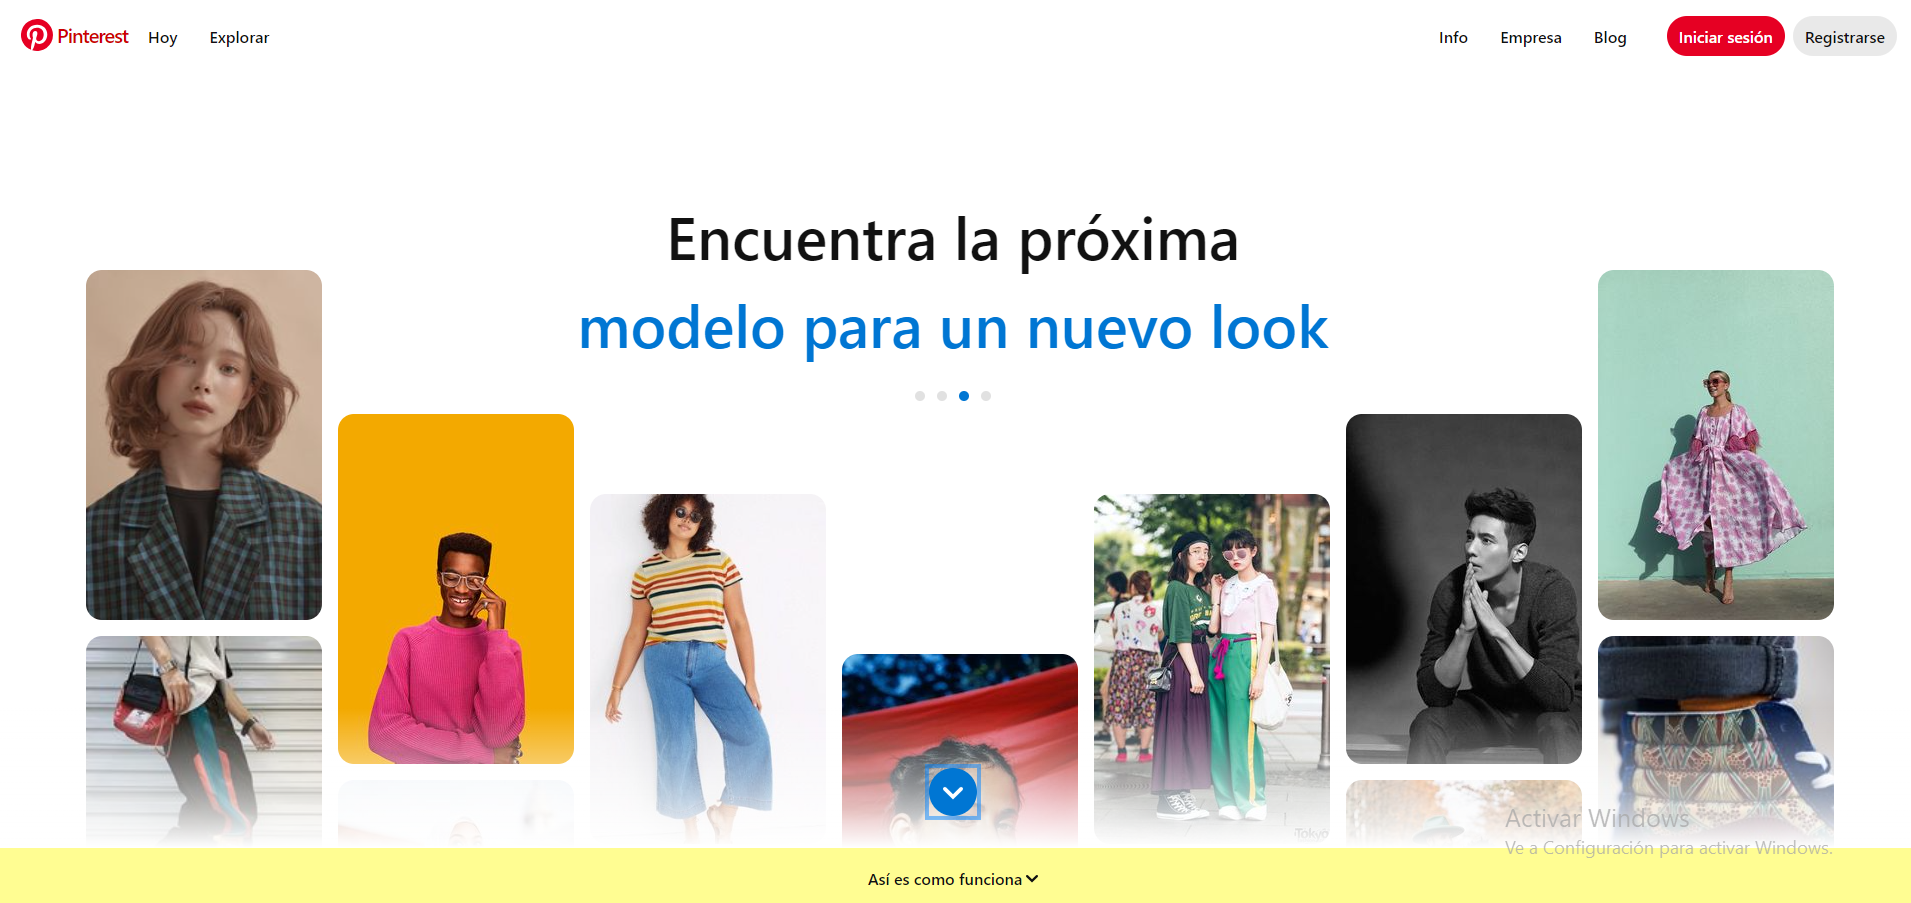 Pinterest
Hoy
Explorar
Info
Empresa
Blog
Iniciar sesión
Registrarse
Encuentra la próxima
modelo para un nuevo look
Tokyo
Activar Windows
Ve a Configuración para activar Windows.
Así es como funciona